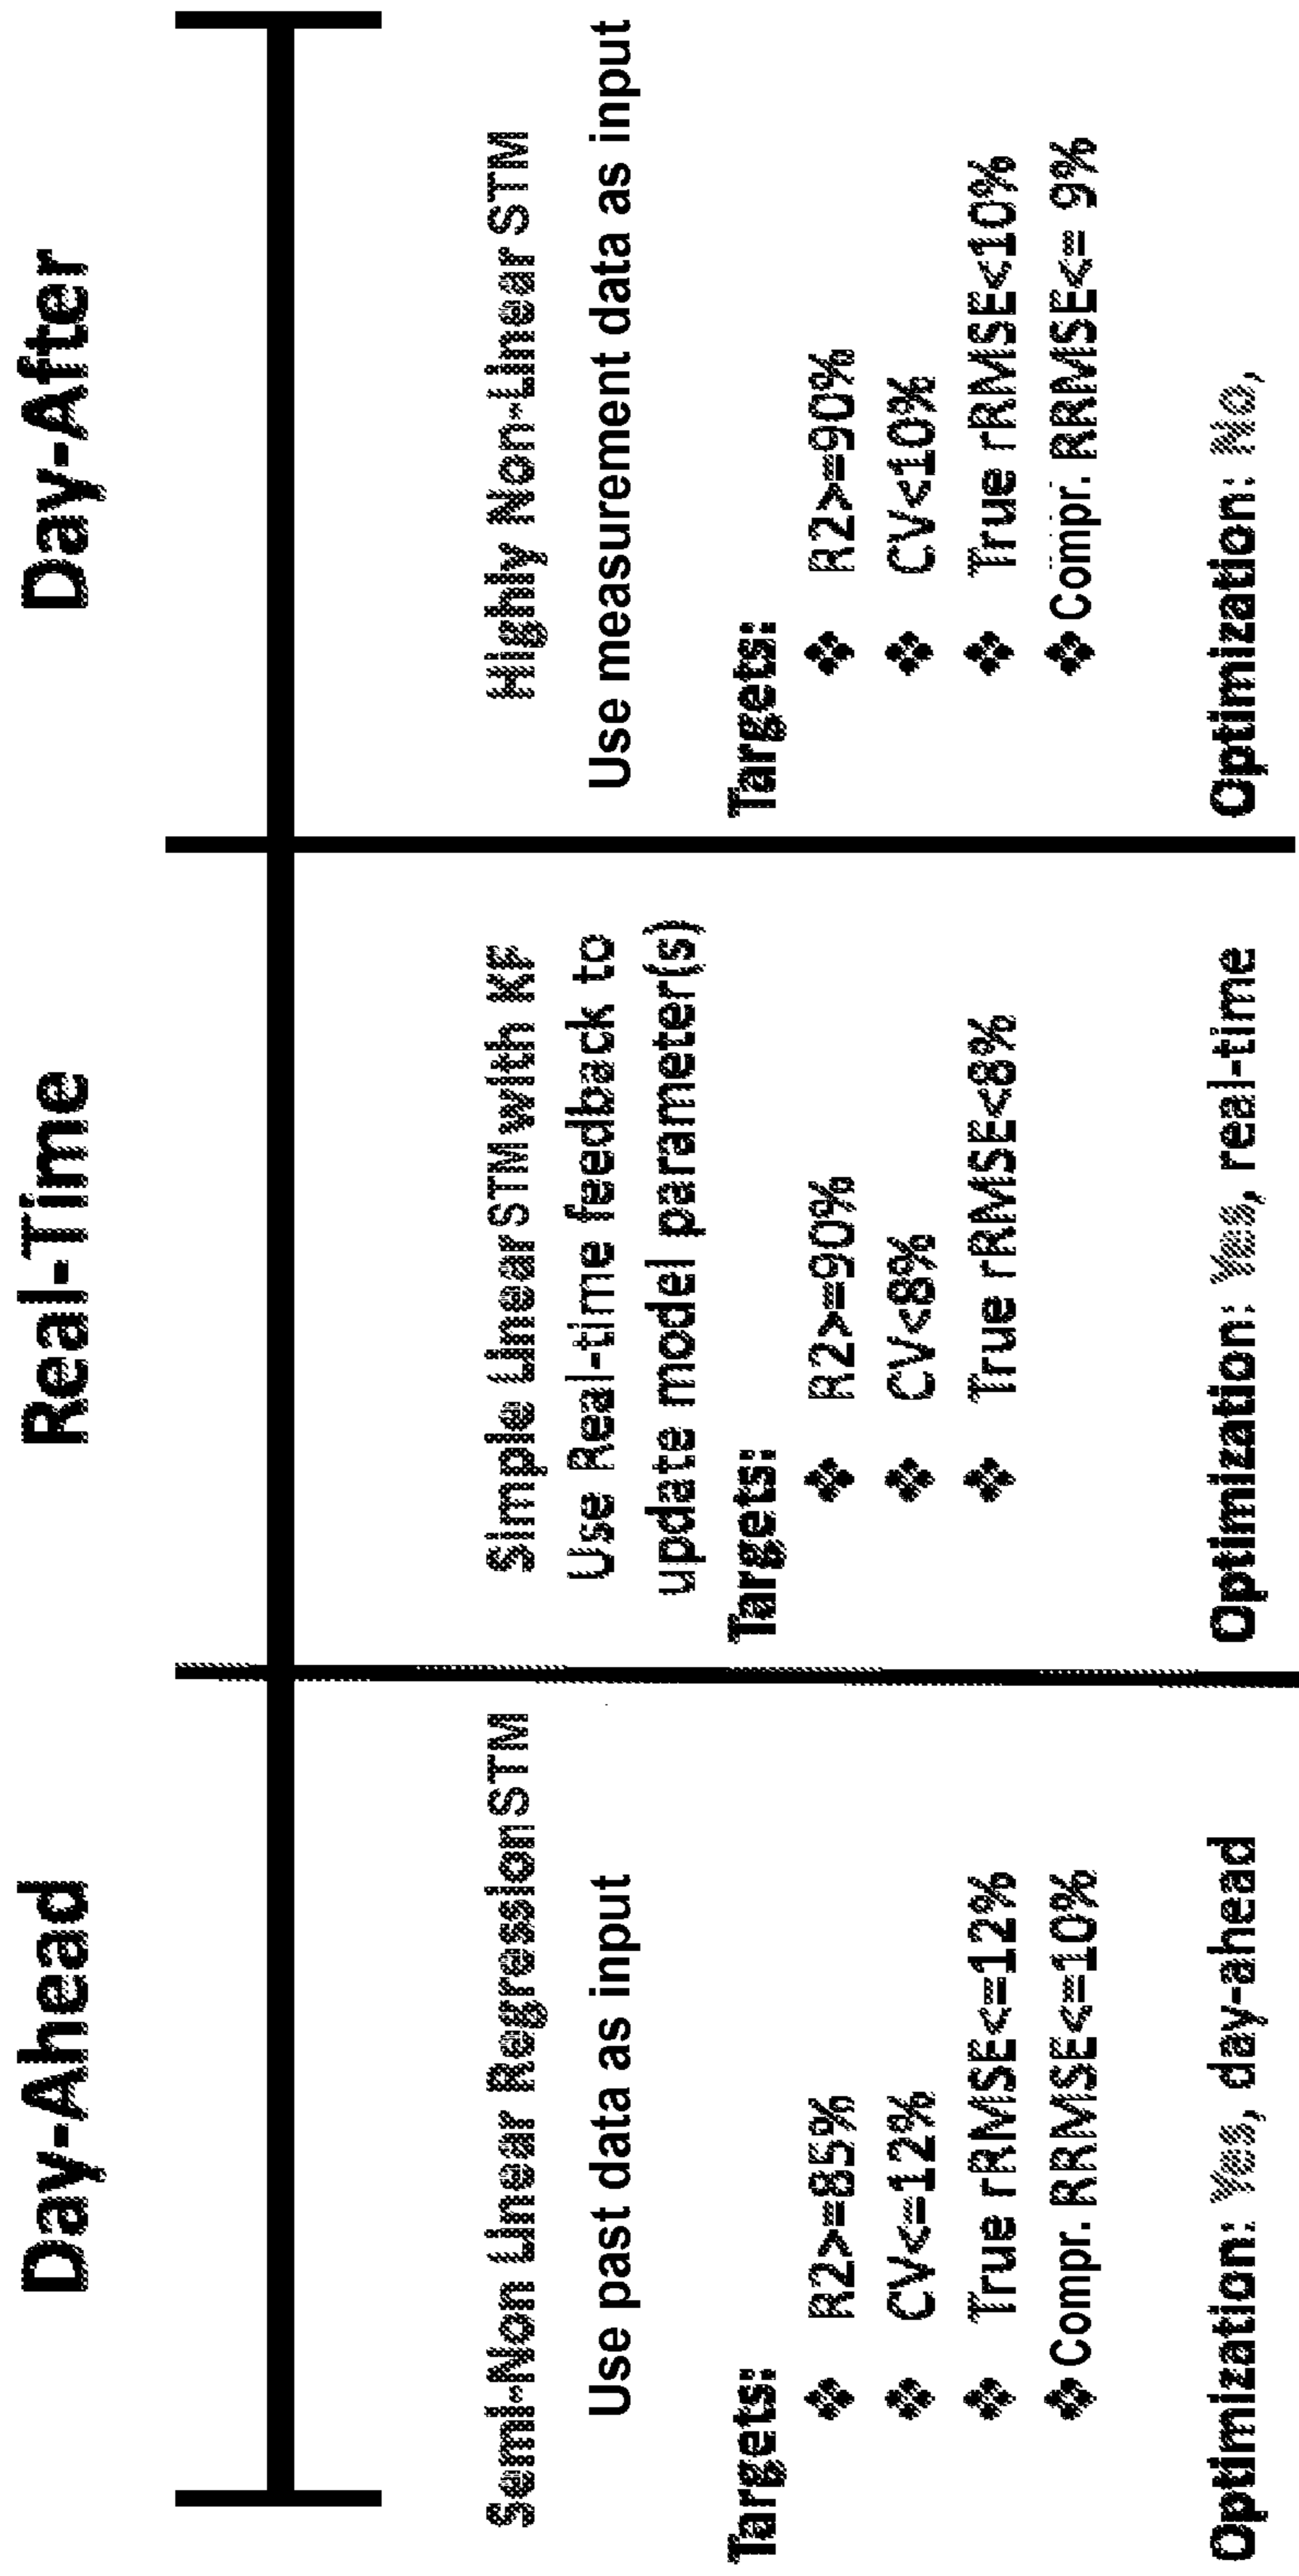 Day-Ahead
Semi-Non Linear Regression STM
Use past data as input
Targets:
❖ R2>=85%
❖ CV<=12%
❖ True rRMSE<=12%
❖ Compr. RRMSE<=10%
Optimization: Yes, day-ahead
Real-Time
Simple Linear STM with KF
Use Real-time feedback to
update model parameter(s)
Targets:
❖ R2>=90%
❖ CV<8%
❖ True rRMSE<8%
Optimization: Yes, real-time
Day-After
Highly Non-Linear STM
Use measurement data as input
Targets:
❖ R2>=90%
❖ CV<10%
❖ True rRMSE<10%
❖ Compr. RRMSE<= 9%
Optimization: No,